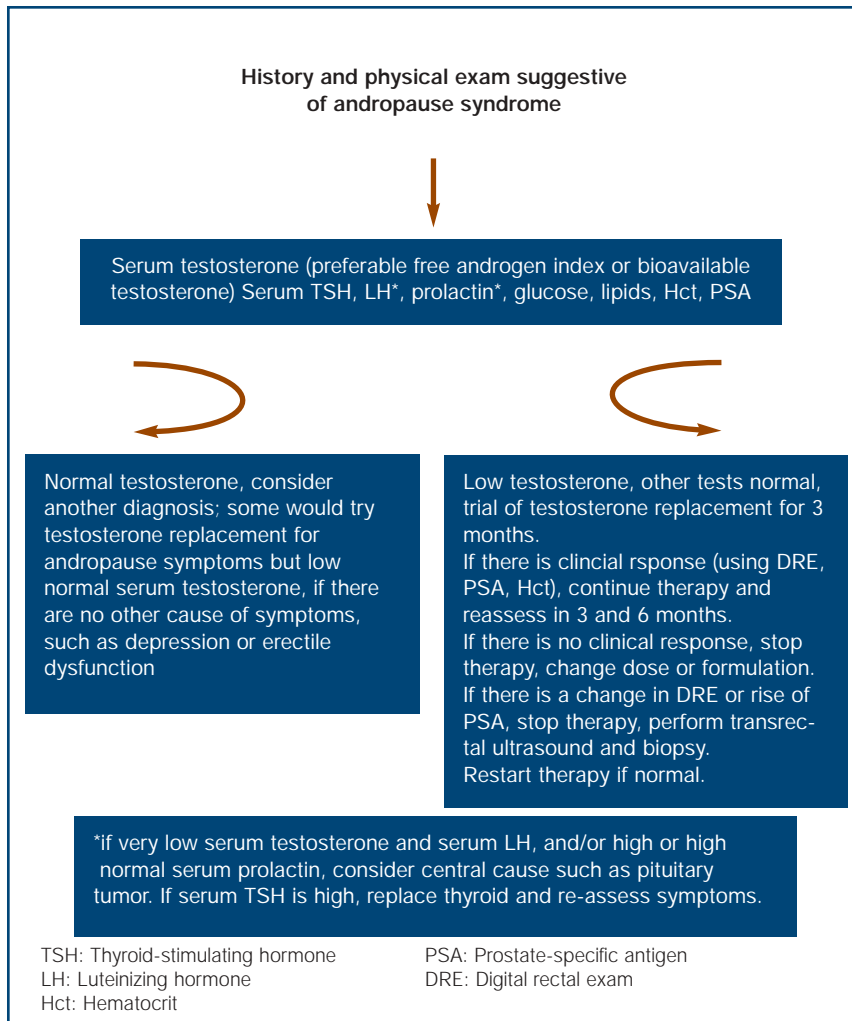 History and physical exam suggestive
of andropause syndrome
Serum testosterone (preferable free androgen index or bioavailable
testosterone) Serum TSH, LH*, prolactin*, glucose, lipids, Hct, PSA
Normal testosterone, consider
another diagnosis; some would try
testosterone replacement for
andropause symptoms but low
normal serum testosterone, if there
are no other cause of symptoms,
such as depression or erectile
dysfunction
Low testosterone, other tests normal,
trial of testosterone replacement for 3
months.
If there is clincial rsponse (using DRE,
PSA, Hct), continue therapy and
reassess in 3 and 6 months.
If there is no clinical response, stop
therapy, change dose or formulation.
If there is a change in DRE or rise of
PSA, stop therapy, perform transrec-
tal ultrasound and biopsy.
Restart therapy if normal.
*if very low serum testosterone and serum LH, and/or high or high
normal serum prolactin, consider central cause such as pituitary
tumor. If serum TSH is high, replace thyroid and re-assess symptoms.
TSH: Thyroid-stimulating hormone
LH: Luteinizing hormone
Hct: Hematocrit
PSA: Prostate-specific antigen
DRE: Digital rectal exam